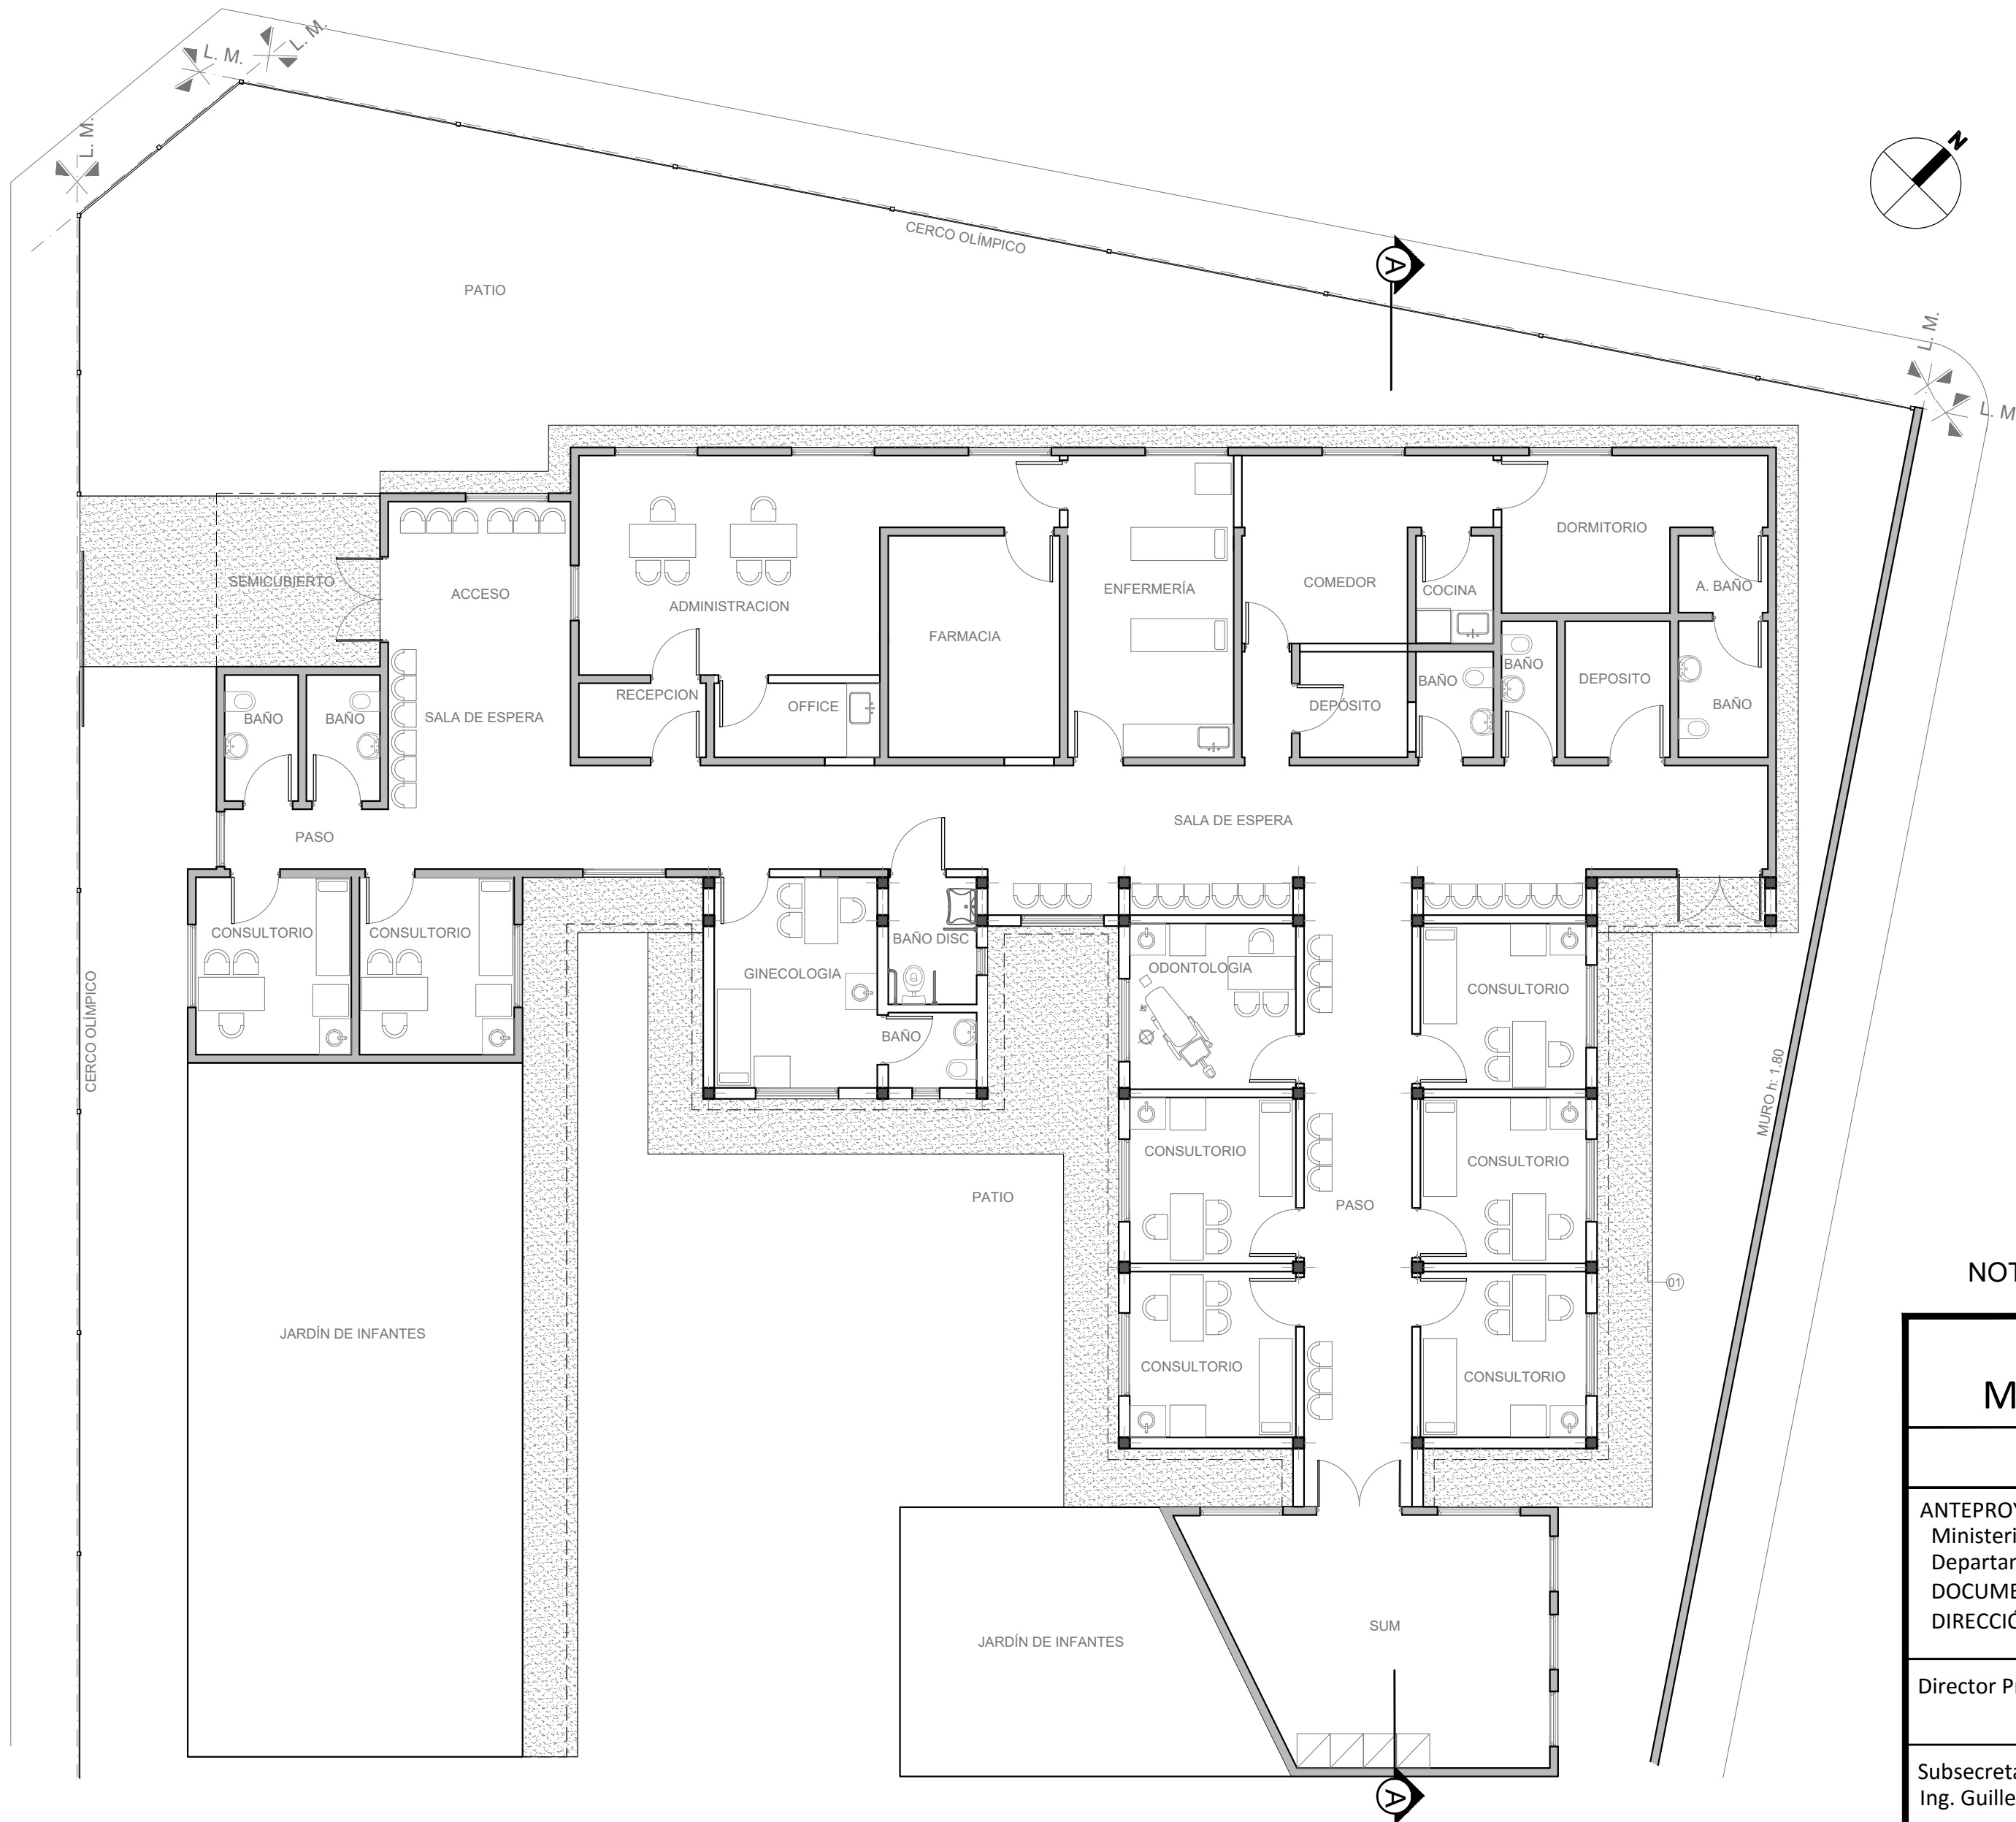 L. M.
L. M.
L. M.
N
CERCO OLÍMPICO
A
PATIO
L. M.
L. M
SEMICUBIERTO
ACCESO
ADMINISTRACION
FARMACIA
ENFERMERÍA
COMEDOR
COCINA
DORMITORIO
A. BAÑO
BAÑO
BAÑO
SALA DE ESPERA
RECEPCION
OFFICE
DEPÓSITO
BAÑO
BAÑO
DEPOSITO
BAÑO
PASO
SALA DE ESPERA
CONSULTORIO
CONSULTORIO
GINECOLOGIA
BAÑO DISC
BAÑO
ODONTOLOGIA
CONSULTORIO
CERCO OLÍMPICO
MURO h: 1.80
CONSULTORIO
CONSULTORIO
PATIO
PASO
01
CONSULTORIO
CONSULTORIO
JARDÍN DE INFANTES
JARDÍN DE INFANTES
SUM
A
NOT
M
ANTEPROY
Ministeri
Departar
DOCUME
DIRECCIÓ
Director P
Subsecreta
Ing. Guille